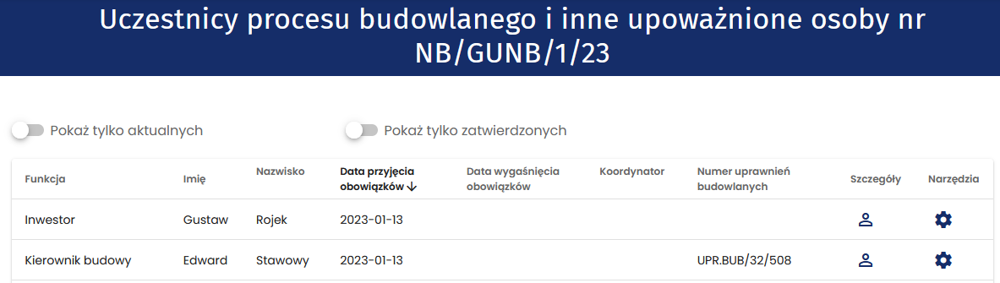 Uczestnicy procesu budowlanego i inne upoważnione osoby nr
NB/GUNB/1/23
Pokaż tylko aktualnych Pokaż tylko zatwierdzonych
Funkcja Imię Nazwisko Data przyjęcia obowiązków Data wygaśnięcia obowiązków Koordynator Numer uprawnień budowlanych Szczegóły Narzędzia
Inwestor Gustaw Rojek 2023-01-13
Kierownik budowy Edward Stawowy 2023-01-13 UPR.BUB/32/508